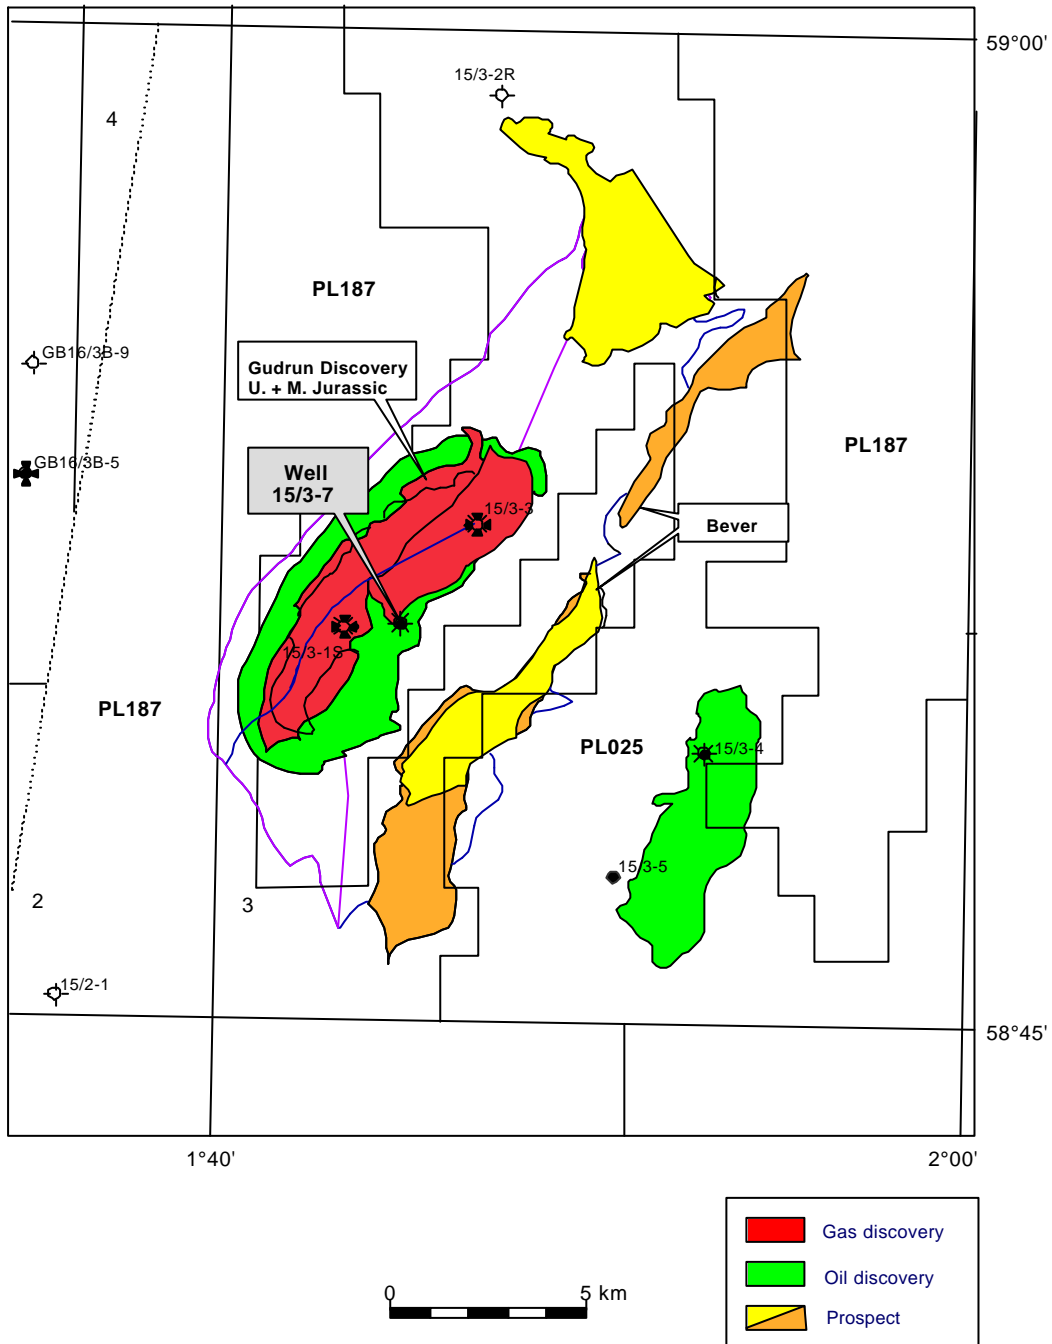 59°00'
15/3-2R
4
PL187
GB16/3B-9
Gudrun Discovery
U. + M. Jurassic
PL187
GB16/3B-5
Well
15/3-7
15/3-3
Bever
15/3-1S
PL187
PL025
15/3-4
15/3-5
2
3
15/2-1
58°45'
1°40'
2°00'
Gas discovery
Oil discovery
0
5 km
Prospect